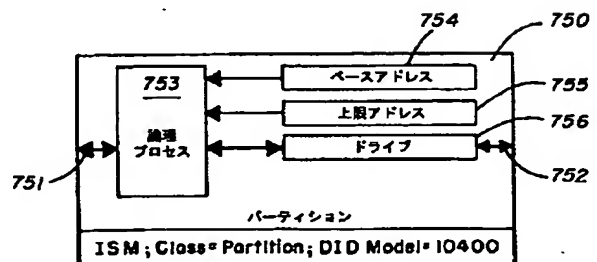 754
750
753
ベースアドレス
755
上限アドレス
756
論理
プロセス
ドライブ
751
752
パーティション
ISM; Class= Partition; DID Model= 10400